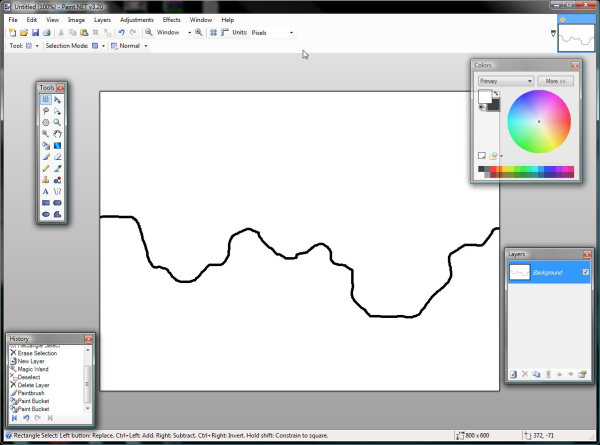 Untitled (100%) - Paint.NET v3.20
File Edit View Image Layers Adjustments Effects Window Help
Window Units: Pixels
Tool: Selection Mode: Normal
Tools
Colors
Primary More >>
Layers
Background
History
Rectangle Select
Erase Selection
New Layer
Magic Wand
Deselect
Delete Layer
Paintbrush
Paint Bucket
Paint Bucket
Rectangle Select: Left button: Replace, Ctrl+Left: Add. Right: Subtract, Ctrl+Right: Invert. Hold shift: Constrain to square.
800 x 600
372, -71